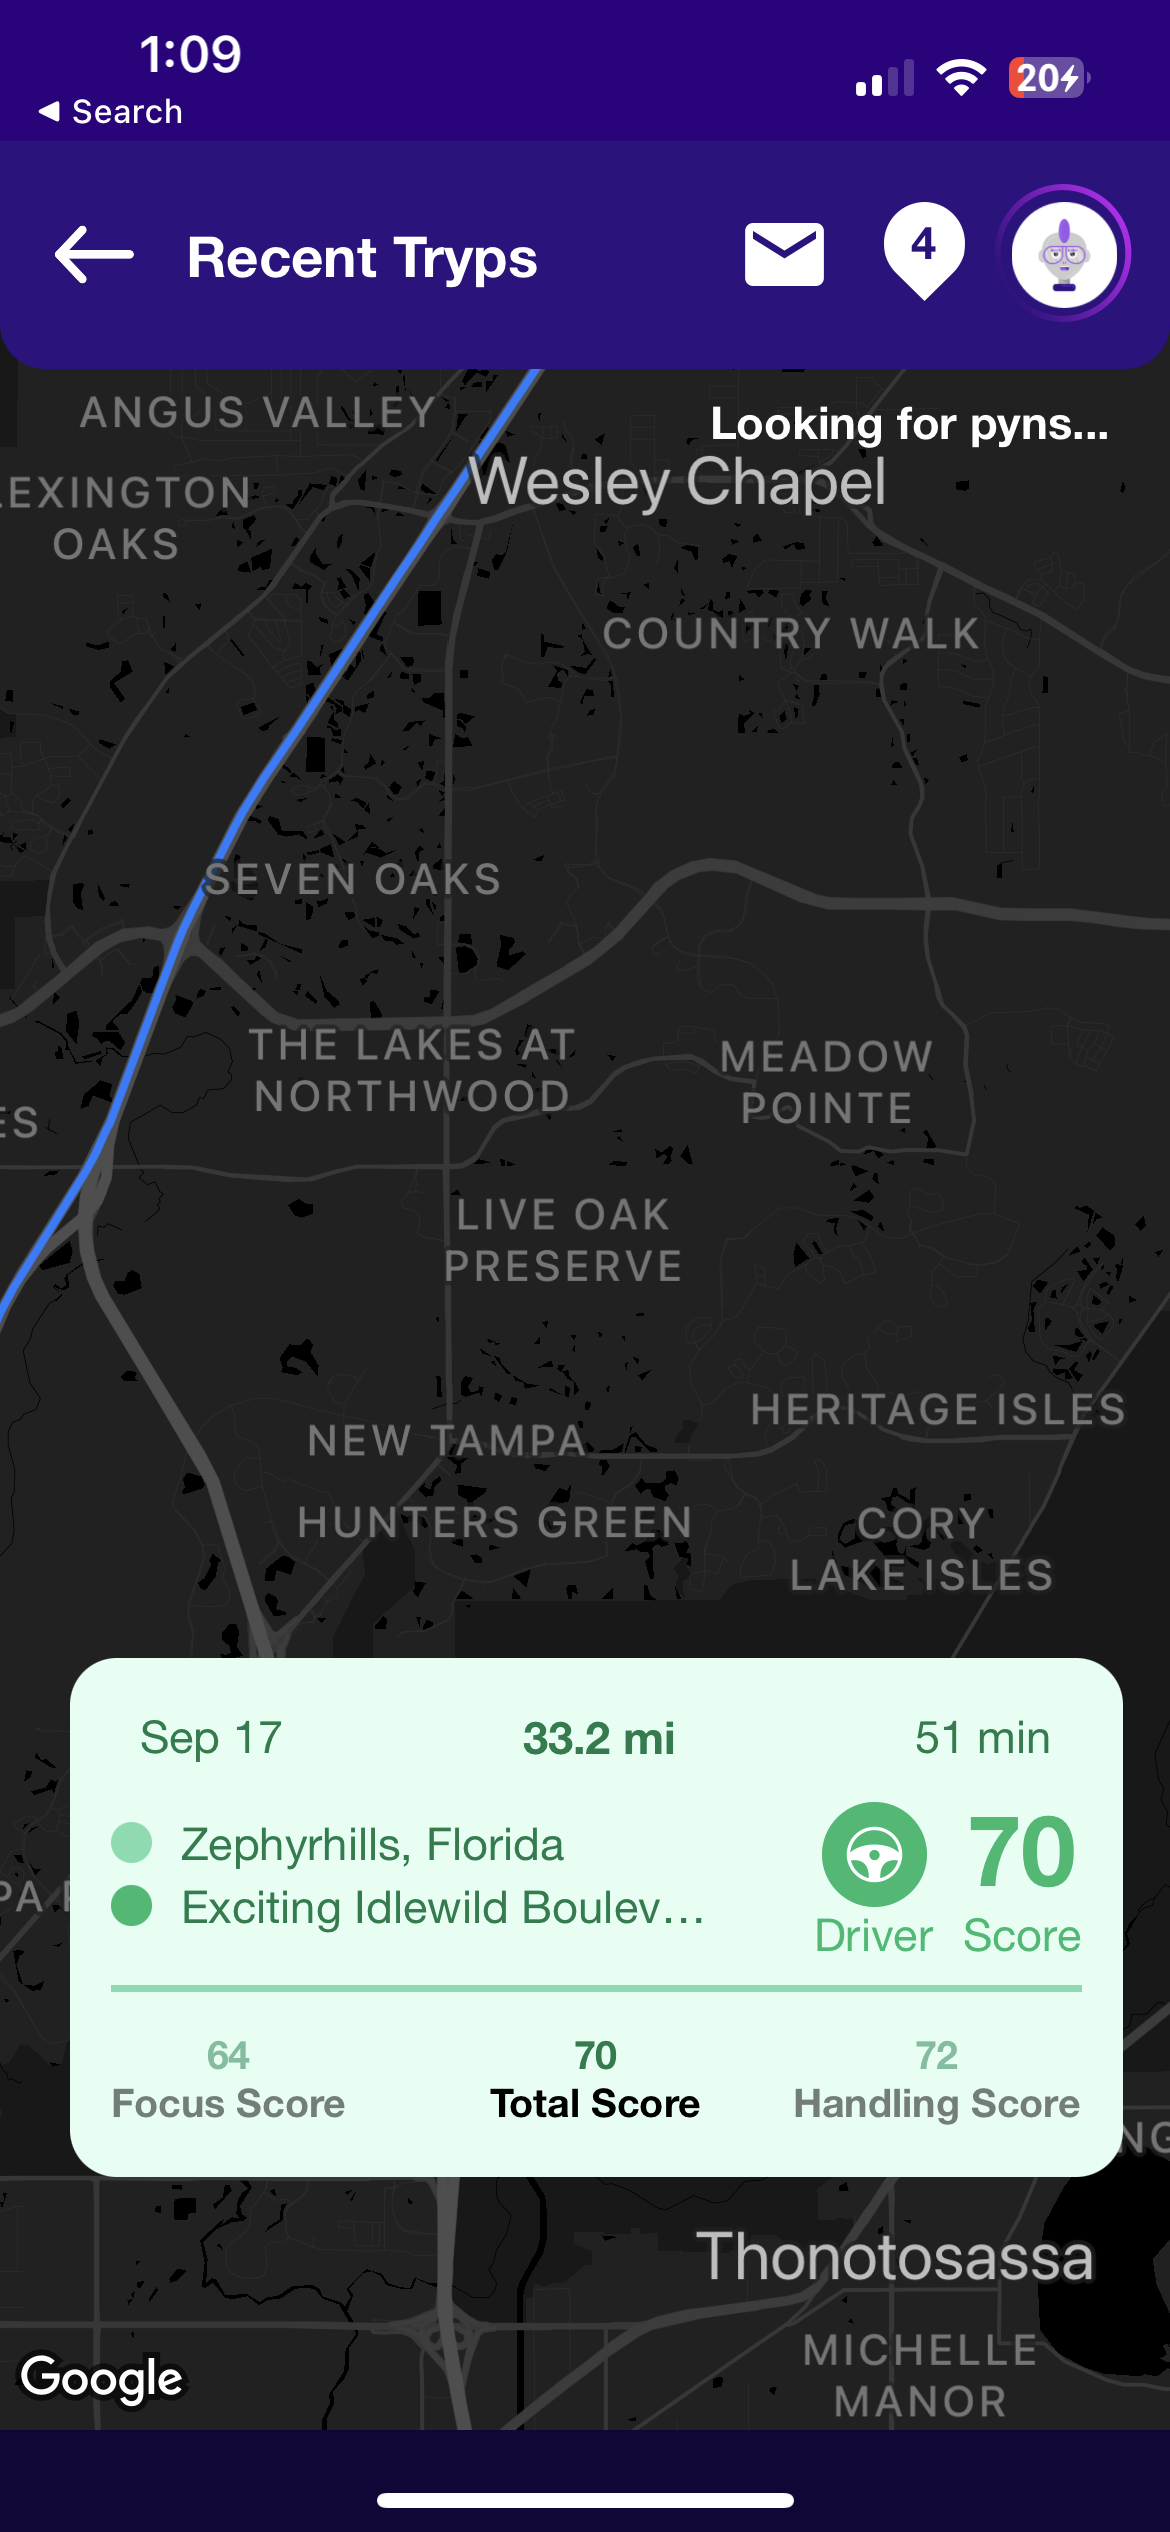 1:09
20
◀ Search
Recent Tryps
4
ANGUS VALLEY
Looking for pyns...
Wesley Chapel
LEXINGTON
OAKS
COUNTRY WALK
SEVEN OAKS
THE LAKES AT
NORTHWOOD
MEADOW
POINTE
ES
LIVE OAK
PRESERVE
HERITAGE ISLES
NEW TAMPA
HUNTERS GREEN
CORY
LAKE ISLES
Sep 17 33.2 mi 51 min
Zephyrhills, Florida
Exciting Idlewild Boulev...
70
Driver Score
64 70 72
Focus Score Total Score Handling Score
Thonotosassa
MICHELLE
MANOR
Google